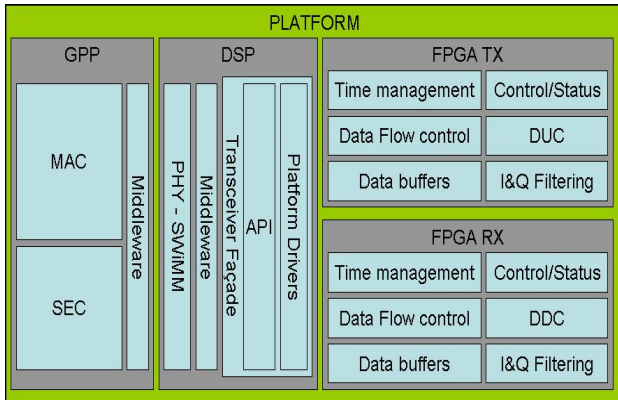 PLATFORM
GPP
MAC
SEC
Middleware
DSP
PHY - SWiMM
Middleware
Transceiver Façade
API
Platform Drivers
FPGA TX
Time management
Control/Status
Data Flow control
DUC
Data buffers
I&Q Filtering
FPGA RX
Time management
Control/Status
Data Flow control
DDC
Data buffers
I&Q Filtering